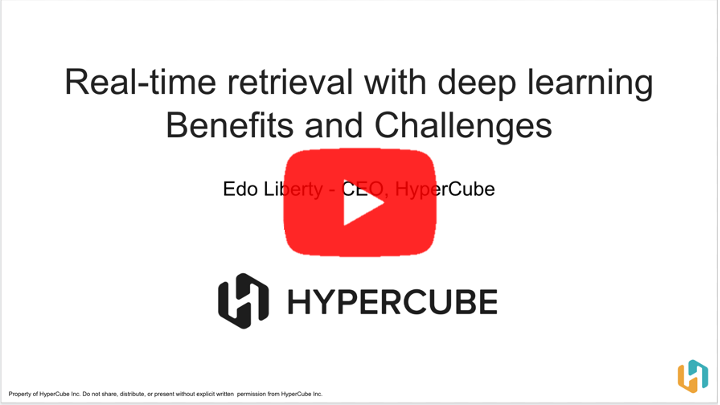 Real-time retrieval with deep learning
Benefits and Challenges
Edo Liberty - CEO, HyperCube
HYPERCUBE
Property of HyperCube Inc. Do not share, distribute, or present without explicit written permission from HyperCube Inc.